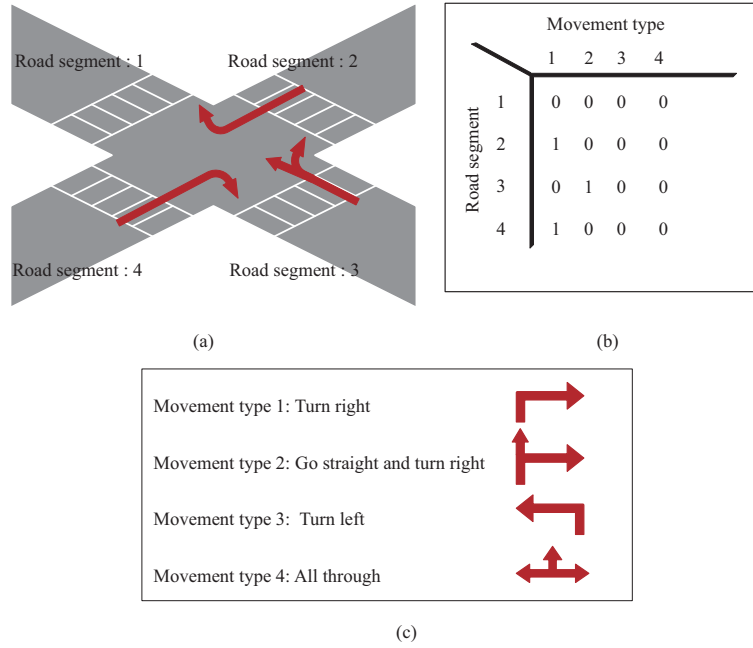 Road segment : 1
Road segment : 2
Road segment : 4
Road segment : 3
(a)
Movement type
1 2 3 4
Road segment
1 0 0 0 0
2 1 0 0 0
3 0 1 0 0
4 1 0 0 0
(b)
Movement type 1: Turn right
Movement type 2: Go straight and turn right
Movement type 3: Turn left
Movement type 4: All through
(c)